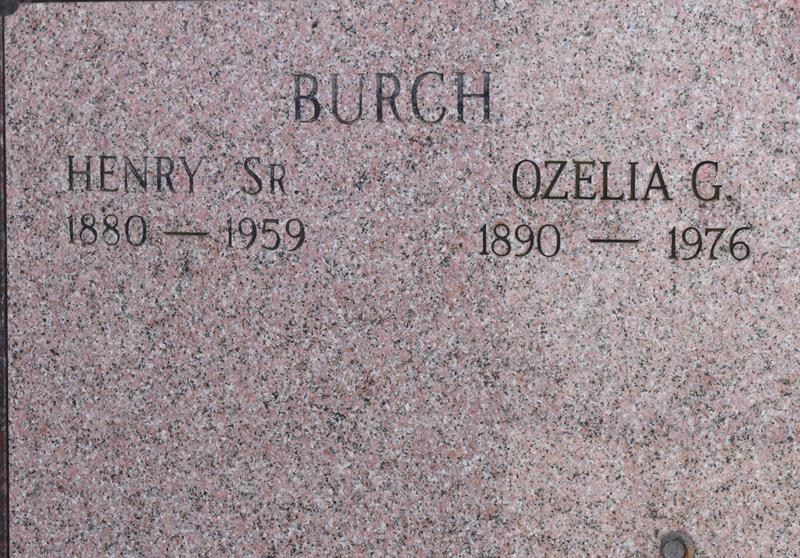 BURCH
HENRY SR. OZELIA G.
1880 — 1959 1890 — 1976